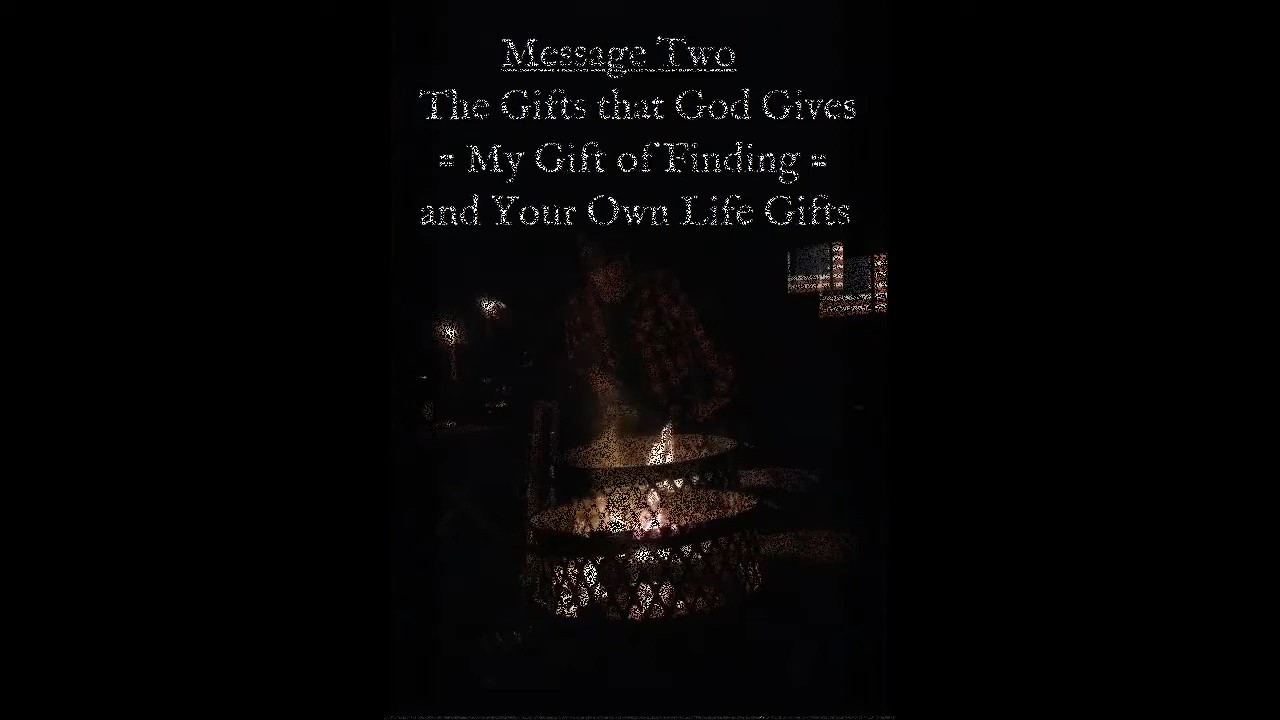 Message Two
The Gifts that God Gives
= My Gift of Finding =
and Your Own Life Gifts